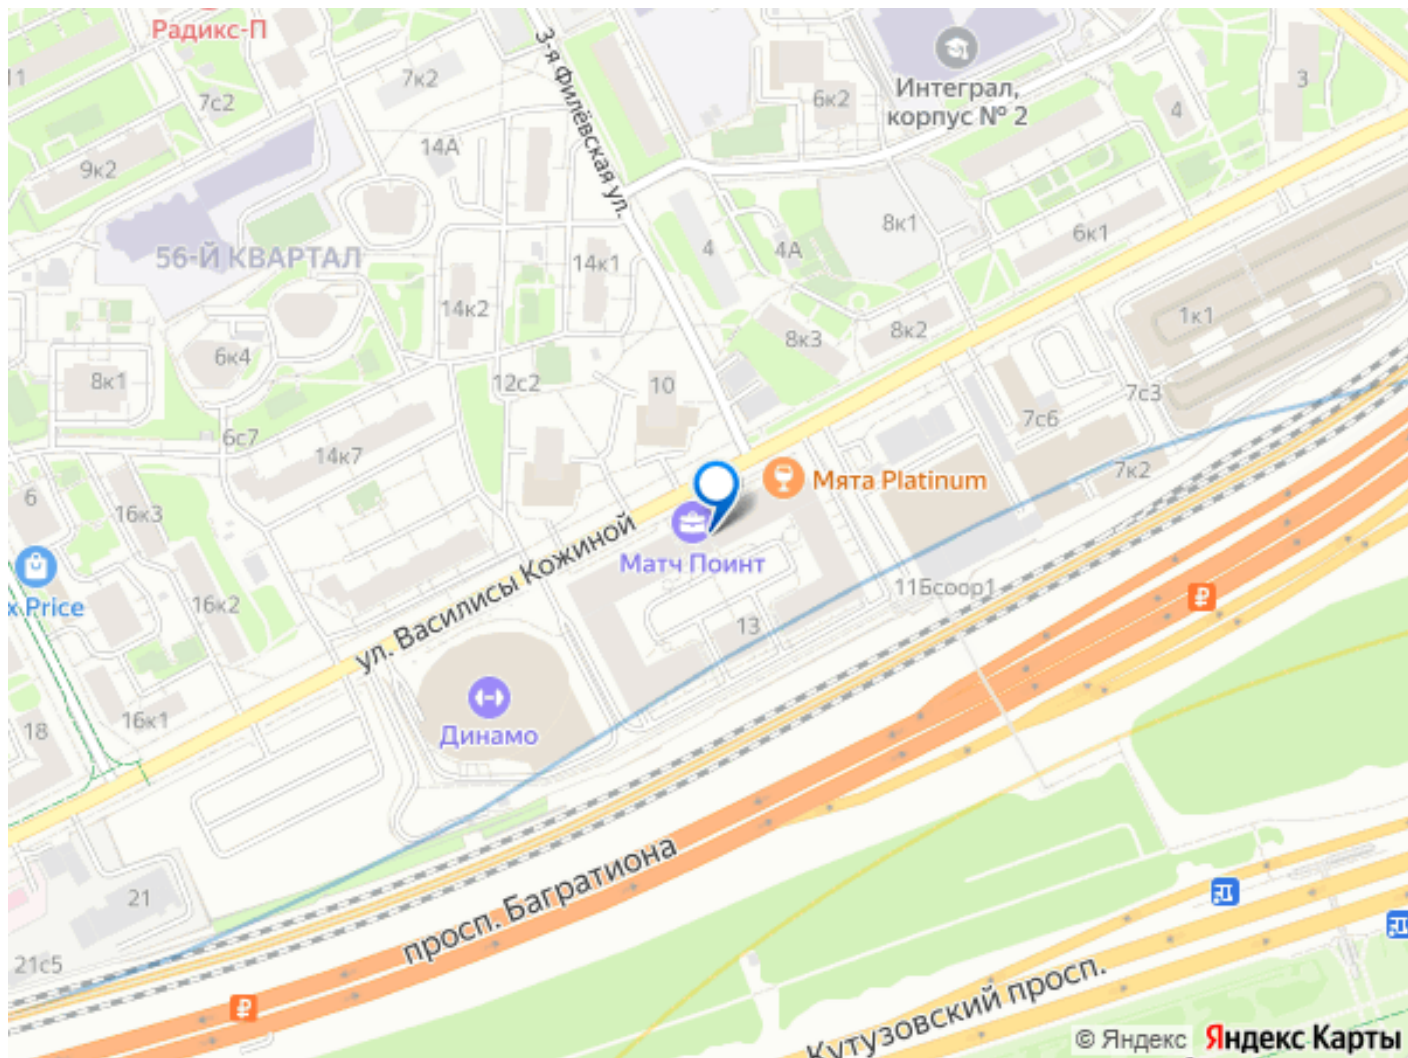 Радикс-П
11
7с2
7к2
9к2
14А
3-я Филёвская ул.
6к2
Интеграл,
корпус № 2
4
3
56-Й КВАРТАЛ
14к2
14к1
4
4А
8к1
6к1
6к4
8к1
12с2
10
8к3
8к2
1к1
7с3
7с6
7к2
6с7
14к7
6
16к3
Мята Platinum
Матч Поинт
ул. Василисы Кожиной
x Price
16к2
11Бсоор1
13
18
16к1
Динамо
21
21с5
просп. Багратиона
Кутузовский просп.
© Яндекс Яндекс Карты